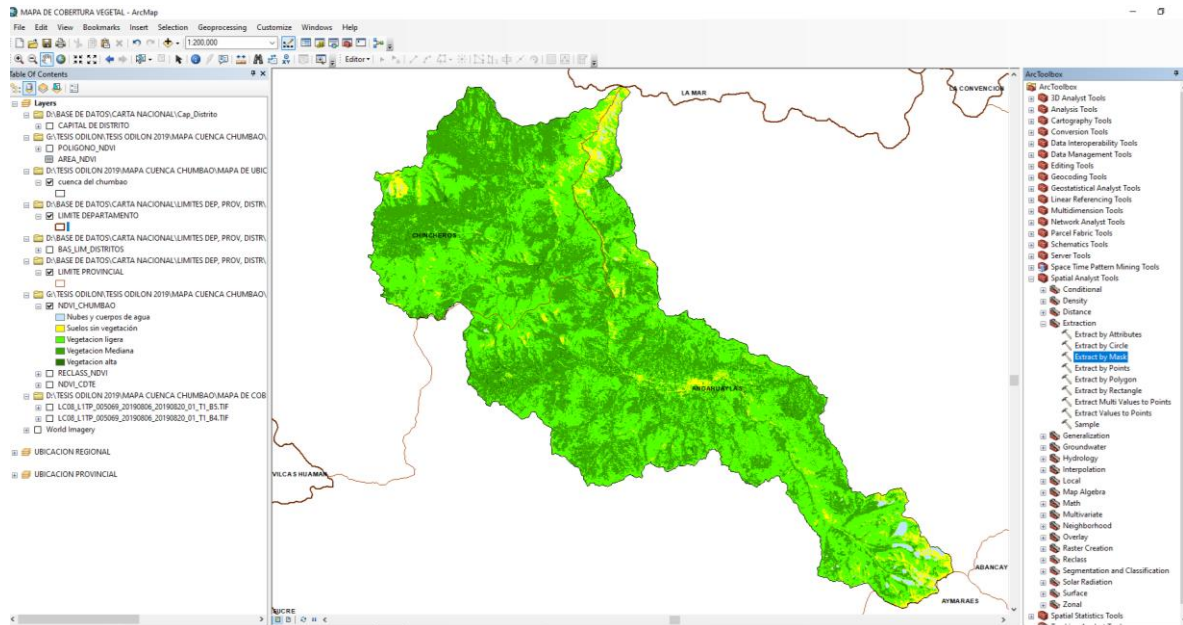 MAPA DE COBERTURA VEGETAL - ArcMap
File Edit View Bookmarks Insert Selection Geoprocessing Customize Windows Help
1:200.000
Editor
Table Of Contents
Layers
D:\BASE DE DATOS\CARTA NACIONAL\Cap_Distrito
CAPITAL DE DISTRITO
G:\TESIS ODILON\TESIS ODILON 2019\MAPA CUENCA CHUMBAO\
POLIGONO_NDVI
AREA_NDVI
D:\TESIS ODILON 2019\MAPA CUENCA CHUMBAO\MAPA DE UBIC
cuenca del chumbao
D:\BASE DE DATOS\CARTA NACIONAL\LIMITES DEP, PROV, DISTR\
LIMITE DEPARTAMENTO
D:\BASE DE DATOS\CARTA NACIONAL\LIMITES DEP, PROV, DISTR\
BAS_LIM_DISTRITOS
D:\BASE DE DATOS\CARTA NACIONAL\LIMITES DEP, PROV, DISTR\
LIMITE PROVINCIAL
G:\TESIS ODILON\TESIS ODILON 2019\MAPA CUENCA CHUMBAO\
NDVI_CHUMBAO
Nubes y cuerpos de agua
Suelos sin vegetación
Vegetacion ligera
Vegetacion Mediana
Vegetacion alta
RECLASS_NDVI
NDVI_CDTE
D:\TESIS ODILON 2019\MAPA CUENCA CHUMBAO\MAPA DE COB
LC08_L1TP_005069_20190806_20190820_01_T1_B5.TIF
LC08_L1TP_005069_20190806_20190820_01_T1_B4.TIF
World Imagery
UBICACION REGIONAL
UBICACION PROVINCIAL
LA MAR
LA CONVENCION
CHINCHEROS
ANDAHUAYLAS
VILCAS HUAMAN
ABANCAY
AYMARAES
SUCRE
ArcToolbox
ArcToolbox
3D Analyst Tools
Analysis Tools
Cartography Tools
Conversion Tools
Data Interoperability Tools
Data Management Tools
Editing Tools
Geocoding Tools
Geostatistical Analyst Tools
Linear Referencing Tools
Multidimension Tools
Network Analyst Tools
Parcel Fabric Tools
Schematics Tools
Server Tools
Space Time Pattern Mining Tools
Spatial Analyst Tools
Conditional
Density
Distance
Extraction
Extract by Attributes
Extract by Circle
Extract by Mask
Extract by Points
Extract by Polygon
Extract by Rectangle
Extract Multi Values to Points
Extract Values to Points
Sample
Generalization
Groundwater
Hydrology
Interpolation
Local
Map Algebra
Math
Multivariate
Neighborhood
Overlay
Raster Creation
Reclass
Segmentation and Classification
Solar Radiation
Surface
Zonal
Spatial Statistics Tools